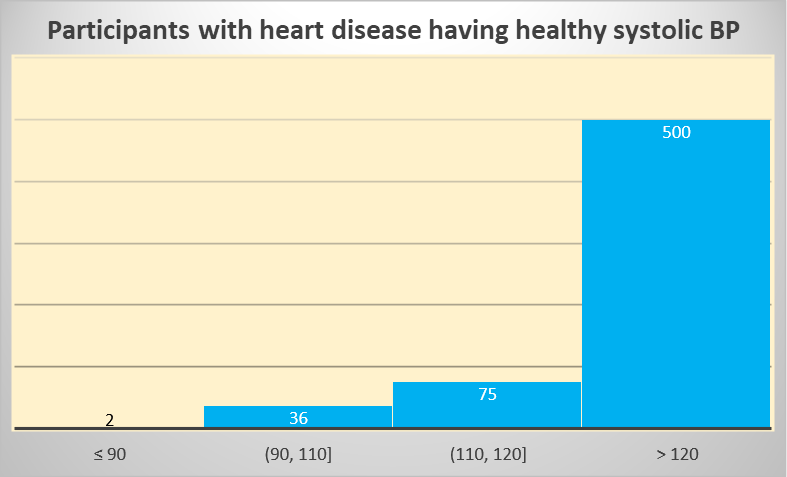 Participants with heart disease having healthy systolic BP
500
75
36
2
≤ 90 (90, 110] (110, 120] > 120